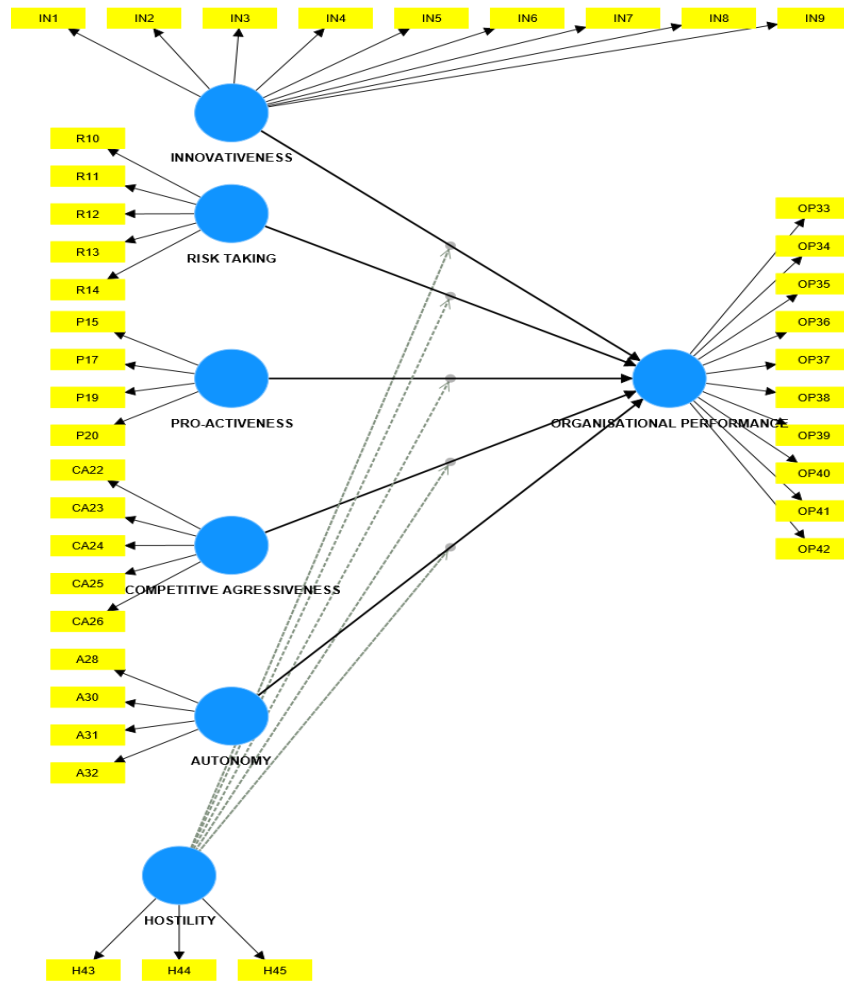 IN1
IN2
IN3
IN4
IN5
IN6
IN7
IN8
IN9
INNOVATIVENESS
R10
R11
R12
R13
R14
RISK TAKING
P15
P17
P19
P20
PRO-ACTIVENESS
CA22
CA23
CA24
CA25
CA26
COMPETITIVE AGRESSIVENESS
A28
A30
A31
A32
AUTONOMY
HOSTILITY
H43
H44
H45
OP33
OP34
OP35
OP36
OP37
OP38
OP39
OP40
OP41
OP42
ORGANISATIONAL PERFORMANCE